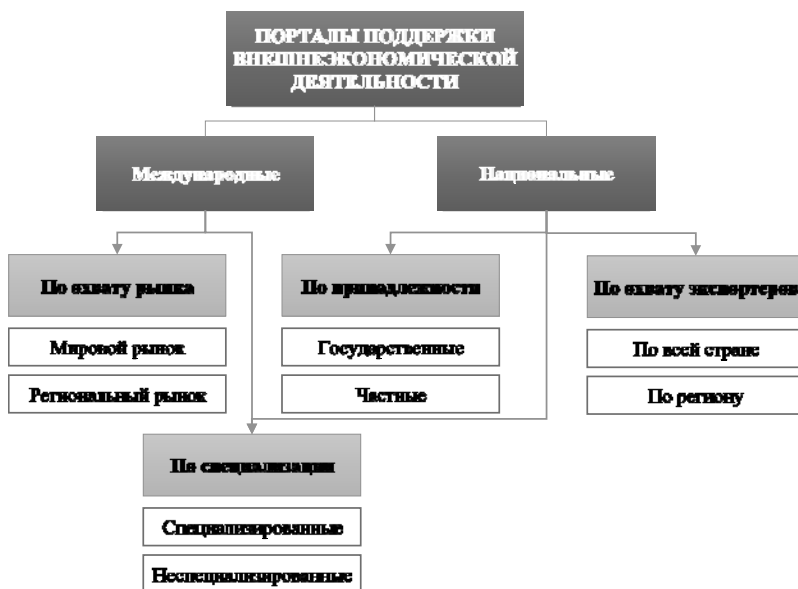 ПОРТАЛЫ ПОДДЕРЖКИ
ВНЕШНЕЭКОНОМИЧЕСКОЙ
ДЕЯТЕЛЬНОСТИ
Международные
Национальные
По охвату рынка
Мировой рынок
Региональный рынок
По принадлежности
Государственные
Частные
По охвату экспортеров
По всей стране
По региону
По специализации
Специализированные
Неспециализированные